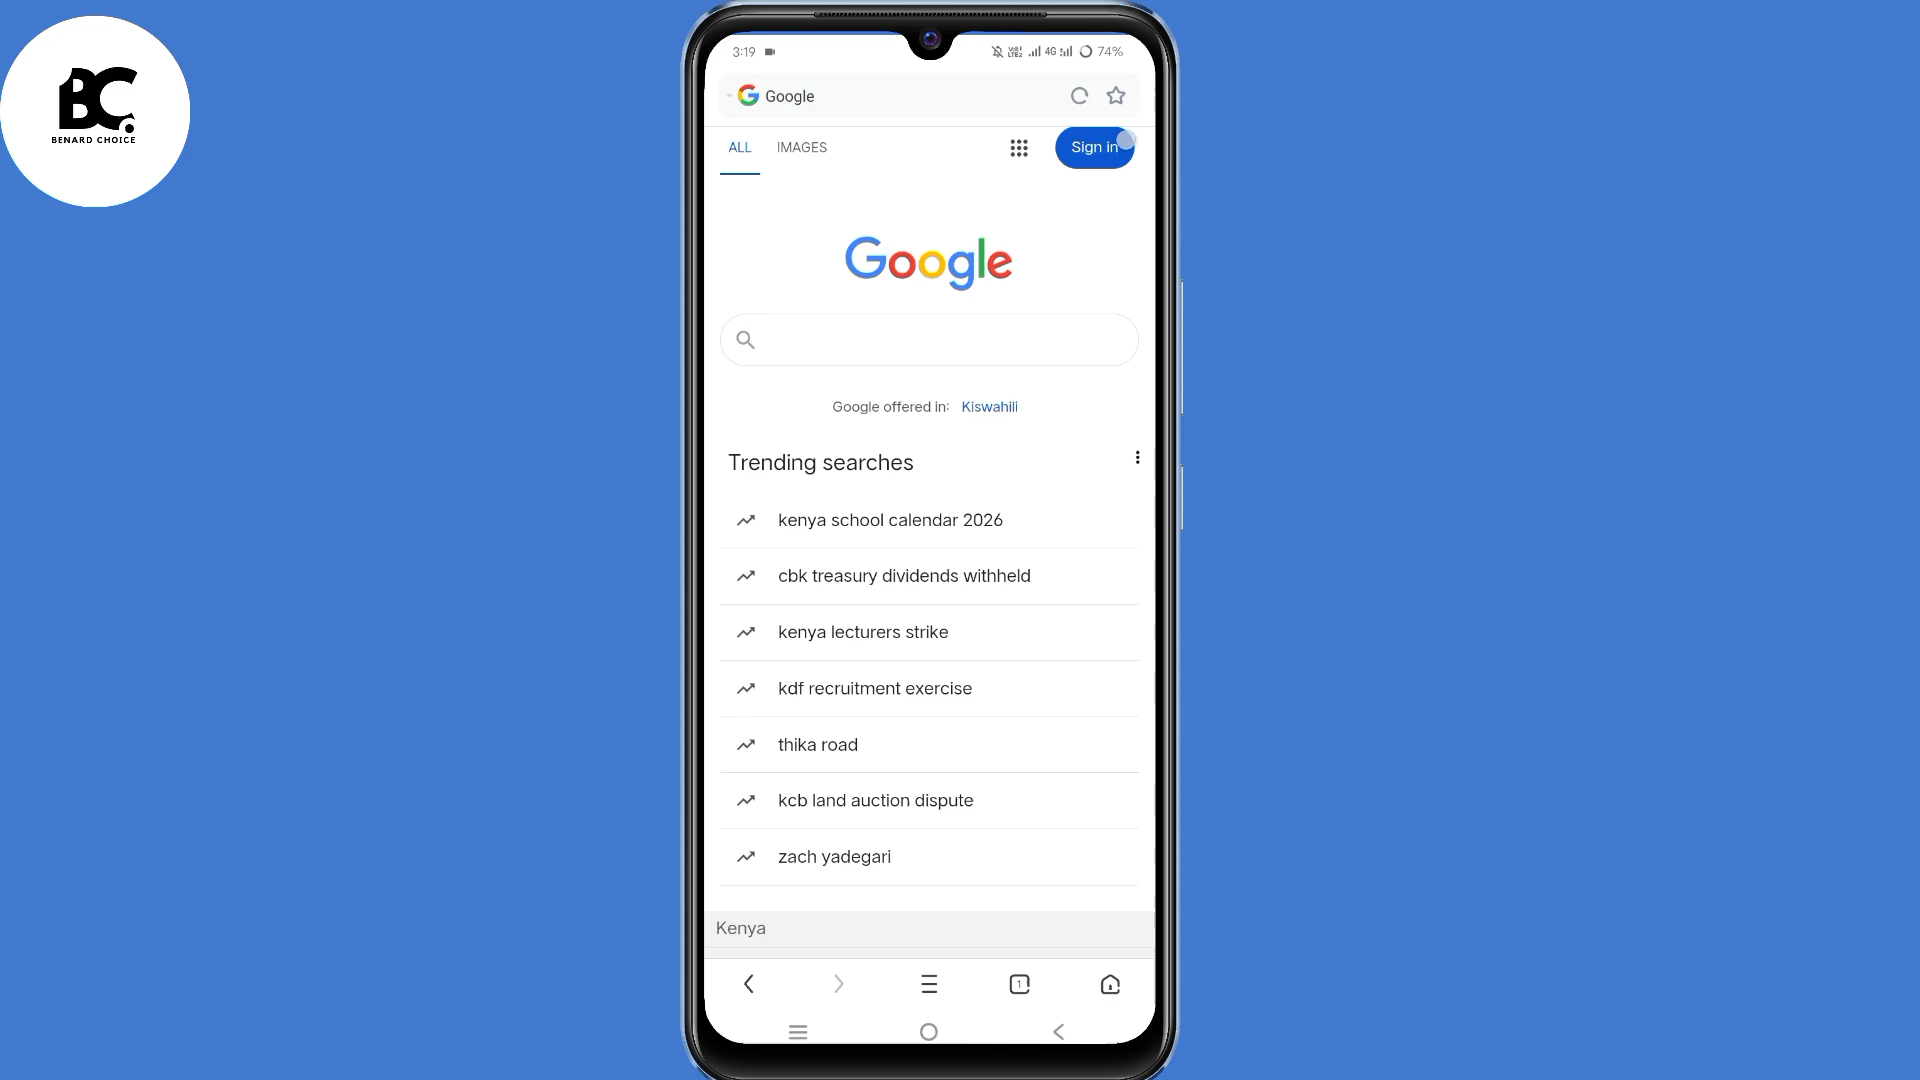 BC
BENARD CHOICE
3:19
4G 74%
Google
ALL IMAGES Sign in
Google
Google offered in: Kiswahili
Trending searches
kenya school calendar 2026
cbk treasury dividends withheld
kenya lecturers strike
kdf recruitment exercise
thika road
kcb land auction dispute
zach yadegari
Kenya
1